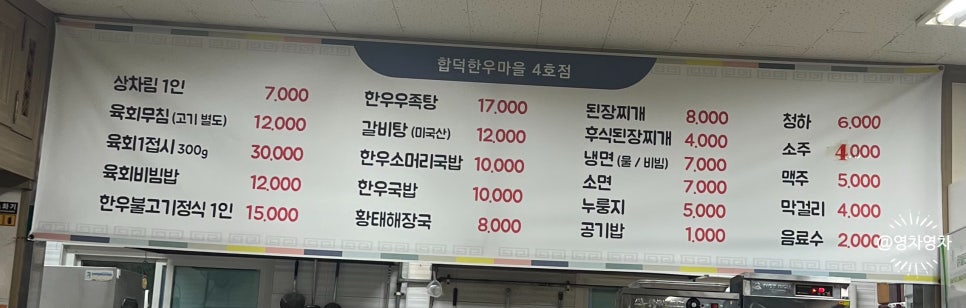 합덕한우마을 4호점
상차림 1인 7,000
육회무침 (고기 별도) 12,000
육회1접시 300g 30,000
육회비빔밥 12,000
한우불고기정식 1인 15,000
한우우족탕 17,000
갈비탕 (미국산) 12,000
한우소머리국밥 10,000
한우국밥 10,000
황태해장국 8,000
된장찌개 8,000
후식된장찌개 4,000
냉면 (물 / 비빔) 7,000
소면 7,000
누룽지 5,000
공기밥 1,000
청하 6,000
소주 4,000
맥주 5,000
막걸리 4,000
음료수 2,000
@영차영차